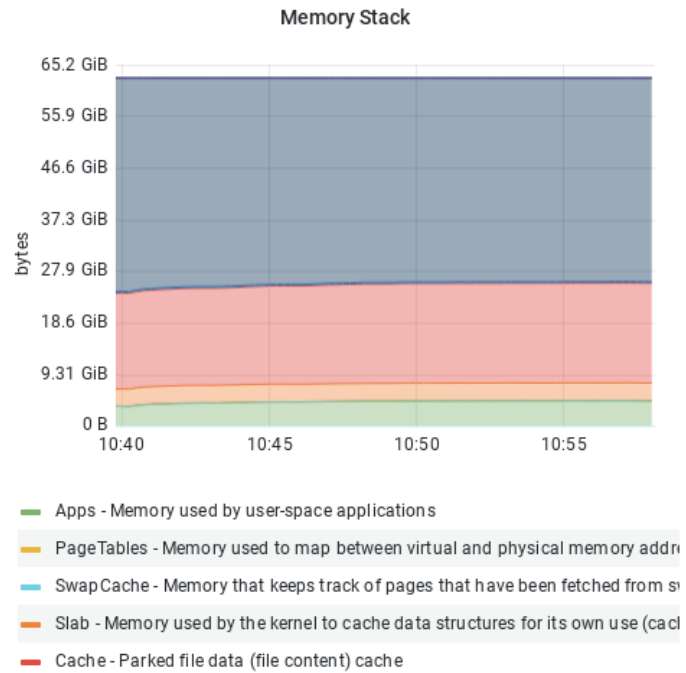 Memory Stack
65.2 GiB
55.9 GiB
46.6 GiB
37.3 GiB
27.9 GiB
18.6 GiB
9.31 GiB
0 B
bytes
10:40 10:45 10:50 10:55
Apps - Memory used by user-space applications
PageTables - Memory used to map between virtual and physical memory addre
SwapCache - Memory that keeps track of pages that have been fetched from sw
Slab - Memory used by the kernel to cache data structures for its own use (cacl
Cache - Parked file data (file content) cache